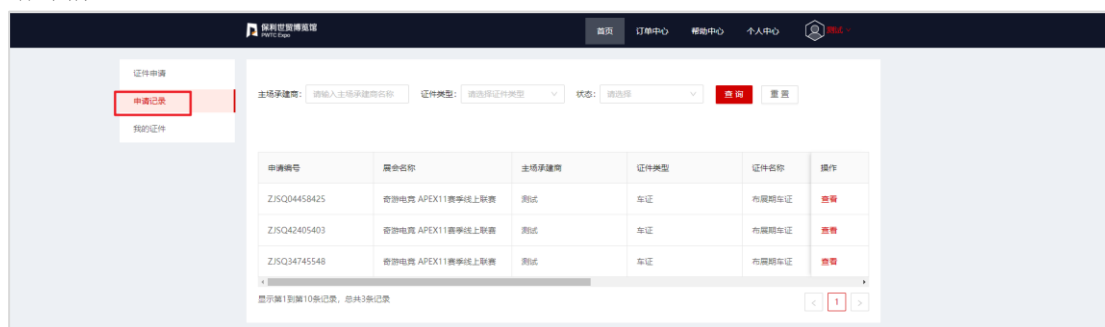 保利世贸博览馆
PWTC Expo
首页 订单中心 帮助中心 个人中心 测试
证件申请
申请记录
我的证件
主场承建商: 请输入主场承建商名称 证件类型: 请选择证件类型 状态: 请选择 查询 重置
申请编号 展会名称 主场承建商 证件类型 证件名称 操作
ZJSQ04458425 奇游电竞 APEX11赛季线上联赛 测试 车证 布展期车证 查看
ZJSQ42405403 奇游电竞 APEX11赛季线上联赛 测试 车证 布展期车证 查看
ZJSQ34745548 奇游电竞 APEX11赛季线上联赛 测试 车证 布展期车证 查看
显示第1到第10条记录, 总共3条记录
1